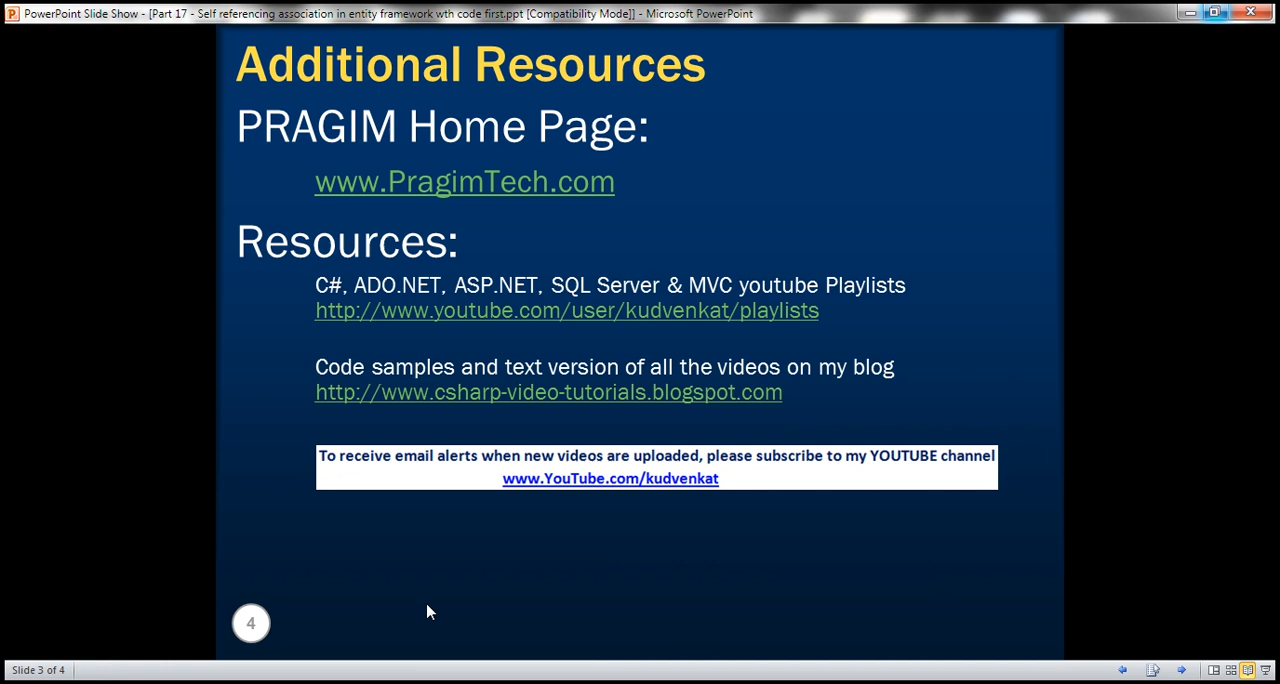 PowerPoint Slide Show - [Part 17 - Self referencing association in entity framework wth code first.ppt [Compatibility Mode]] - Microsoft PowerPoint
Additional Resources
PRAGIM Home Page:
www.PragimTech.com
Resources:
C#, ADO.NET, ASP.NET, SQL Server & MVC youtube Playlists
http://www.youtube.com/user/kudvenkat/playlists
Code samples and text version of all the videos on my blog
http://www.csharp-video-tutorials.blogspot.com
To receive email alerts when new videos are uploaded, please subscribe to my YOUTUBE channel
www.YouTube.com/kudvenkat
4
Slide 3 of 4